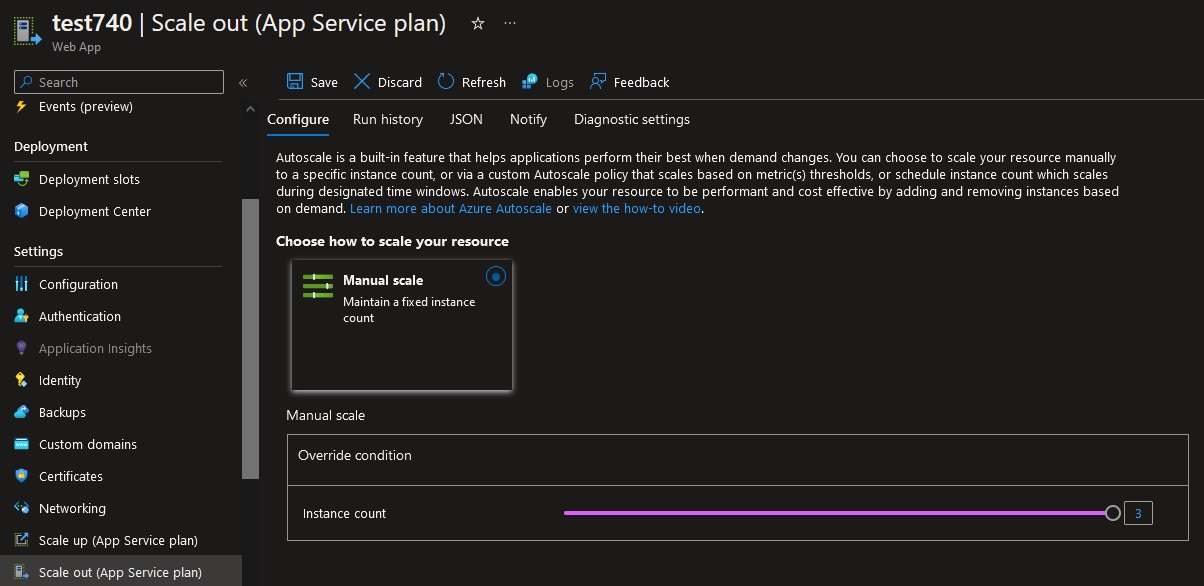 test740 | Scale out (App Service plan)
Web App
Search
Events (preview)
Deployment
Deployment slots
Deployment Center
Settings
Configuration
Authentication
Application Insights
Identity
Backups
Custom domains
Certificates
Networking
Scale up (App Service plan)
Scale out (App Service plan)
Save Discard Refresh Logs Feedback
Configure Run history JSON Notify Diagnostic settings
Autoscale is a built-in feature that helps applications perform their best when demand changes. You can choose to scale your resource manually
to a specific instance count, or via a custom Autoscale policy that scales based on metric(s) thresholds, or schedule instance count which scales
during designated time windows. Autoscale enables your resource to be performant and cost effective by adding and removing instances based
on demand. Learn more about Azure Autoscale or view the how-to video.
Choose how to scale your resource
Manual scale
Maintain a fixed instance
count
Manual scale
Override condition
Instance count 3